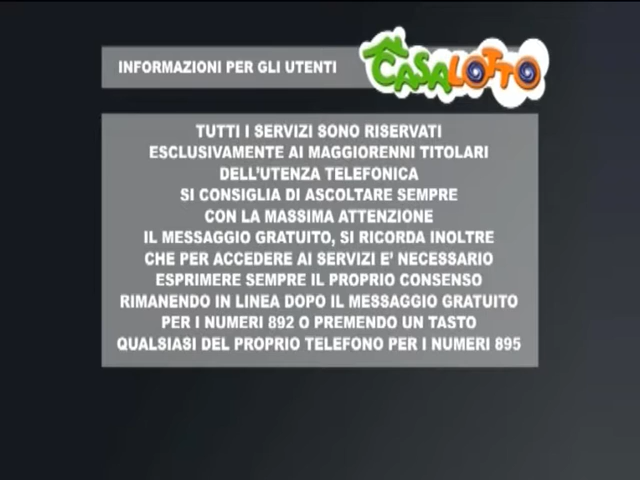 INFORMAZIONI PER GLI UTENTI
CASALOTTO
TUTTI I SERVIZI SONO RISERVATI
ESCLUSIVAMENTE AI MAGGIORENNI TITOLARI
DELL'UTENZA TELEFONICA
SI CONSIGLIA DI ASCOLTARE SEMPRE
CON LA MASSIMA ATTENZIONE
IL MESSAGGIO GRATUITO, SI RICORDA INOLTRE
CHE PER ACCEDERE AI SERVIZI E' NECESSARIO
ESPRIMERE SEMPRE IL PROPRIO CONSENSO
RIMANENDO IN LINEA DOPO IL MESSAGGIO GRATUITO
PER I NUMERI 892 O PREMENDO UN TASTO
QUALSIASI DEL PROPRIO TELEFONO PER I NUMERI 895